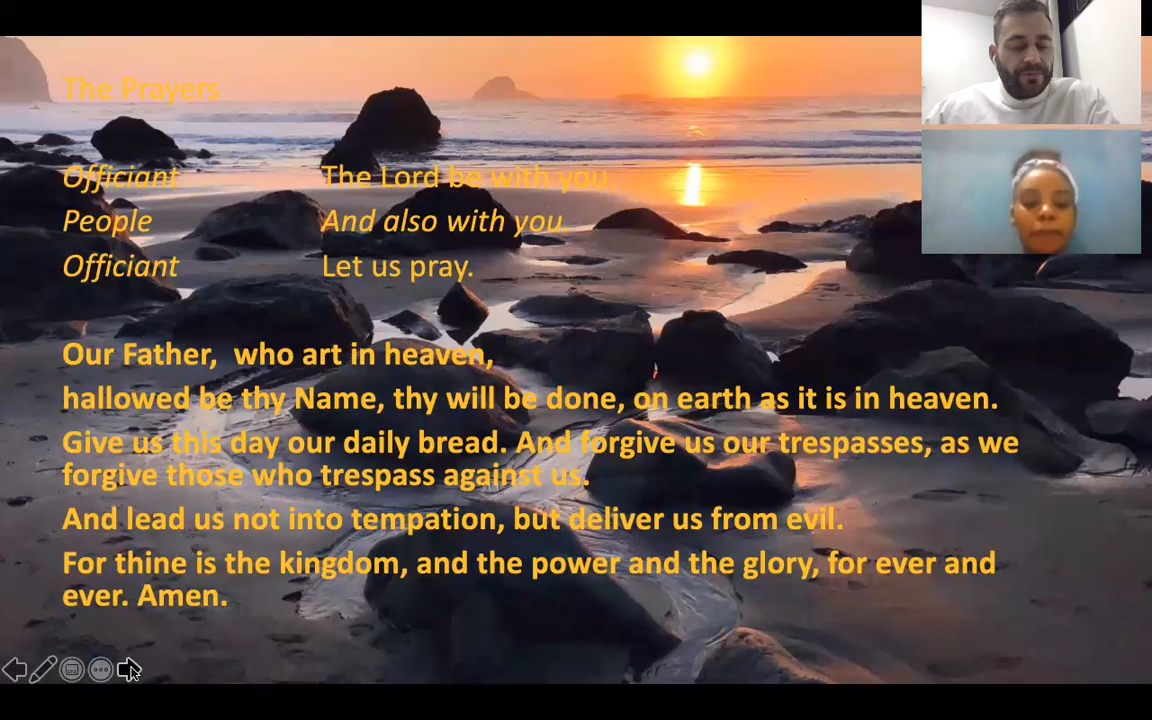 The Prayers
Officiant The Lord be with you
People And also with you.
Officiant Let us pray.
Our Father, who art in heaven,
hallowed be thy Name, thy will be done, on earth as it is in heaven.
Give us this day our daily bread. And forgive us our trespasses, as we
forgive those who trespass against us.
And lead us not into tempation, but deliver us from evil.
For thine is the kingdom, and the power and the glory, for ever and
ever. Amen.